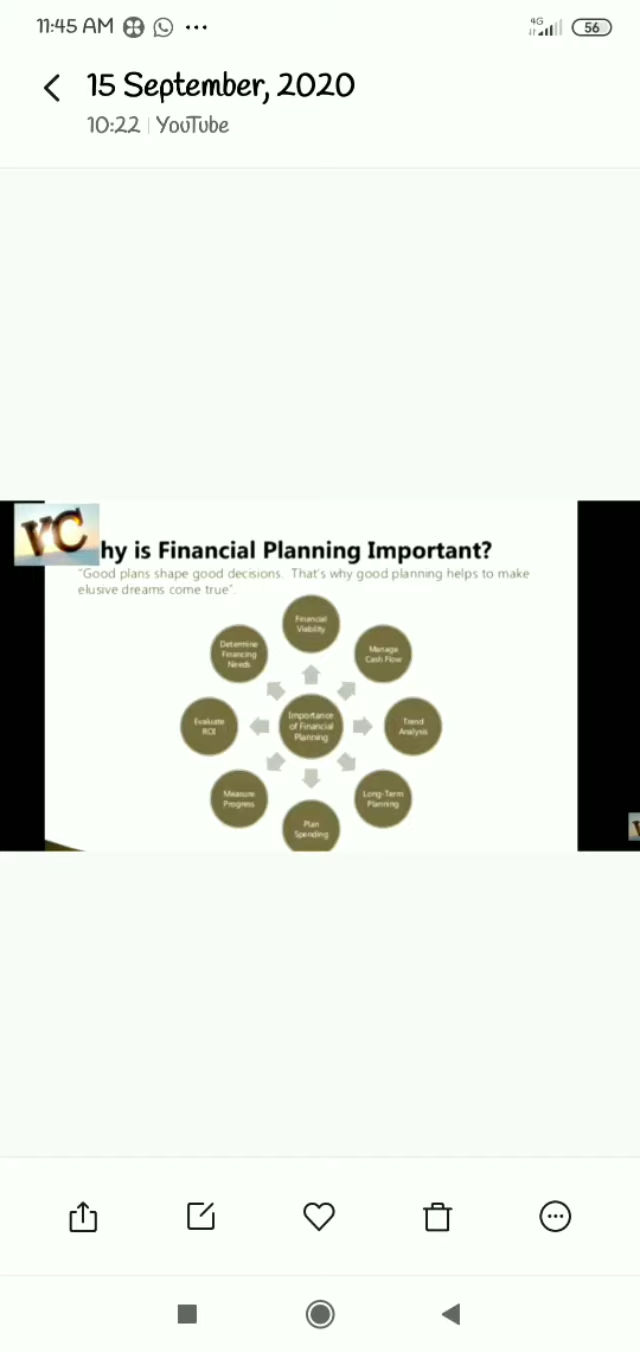 11:45 AM
4G
56
15 September, 2020
10:22 | YouTube
VC
hy is Financial Planning Important?
"Good plans shape good decisions. That's why good planning helps to make
elusive dreams come true".
Financial
Viability
Manage
Cash Flow
Trend
Analysis
Long-Term
Planning
Plan
Spending
Measure
Progress
Evaluate
ROI
Determine
Financing
Needs
Importance
of Financial
Planning